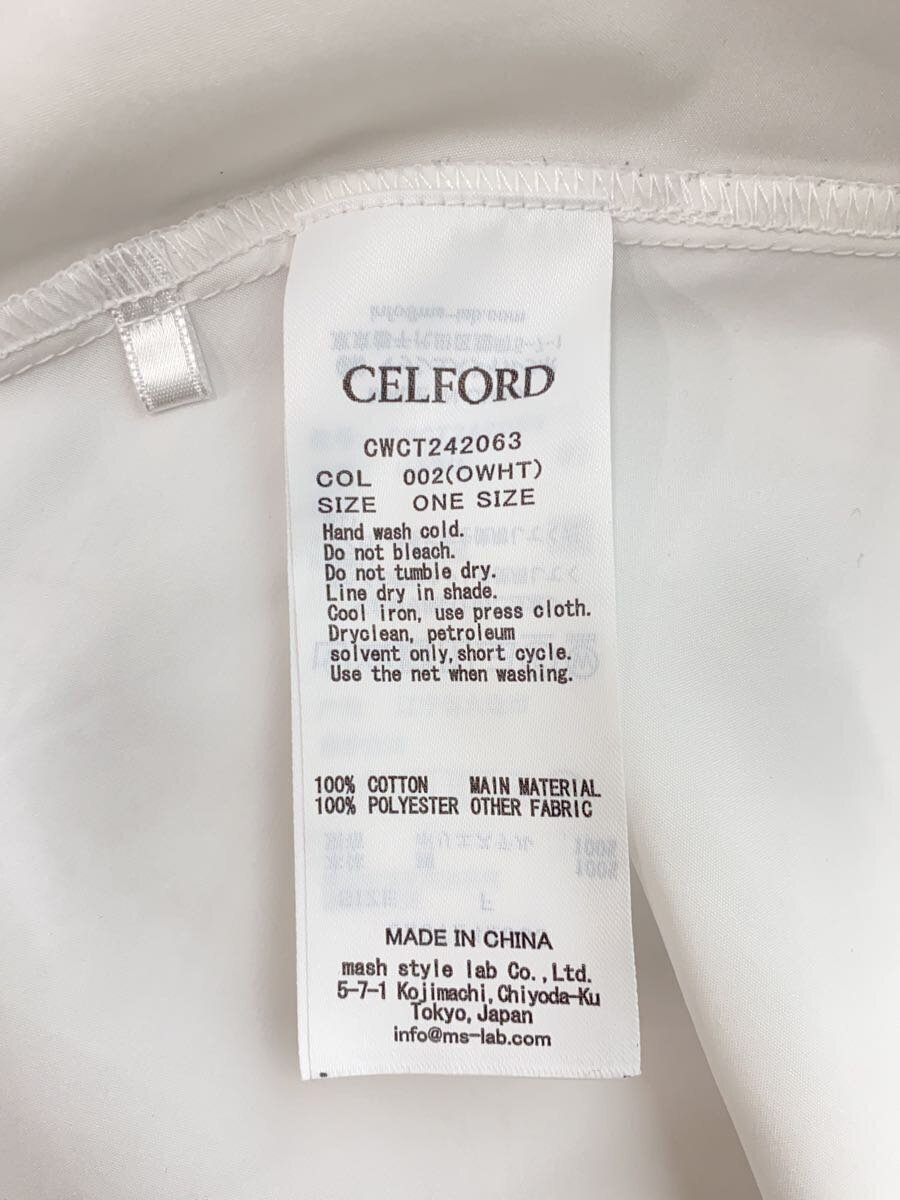 CELFORD
CWCT242063
COL 002(OWHT)
SIZE ONE SIZE
Hand wash cold.
Do not bleach.
Do not tumble dry.
Line dry in shade.
Cool iron, use press cloth.
Dryclean, petroleum
solvent only,short cycle.
Use the net when washing.
100% COTTON MAIN MATERIAL
100% POLYESTER OTHER FABRIC
MADE IN CHINA
mash style lab Co.,Ltd.
5-7-1 Kojimachi,Chiyoda-Ku
Tokyo,Japan
info@ms-lab.com